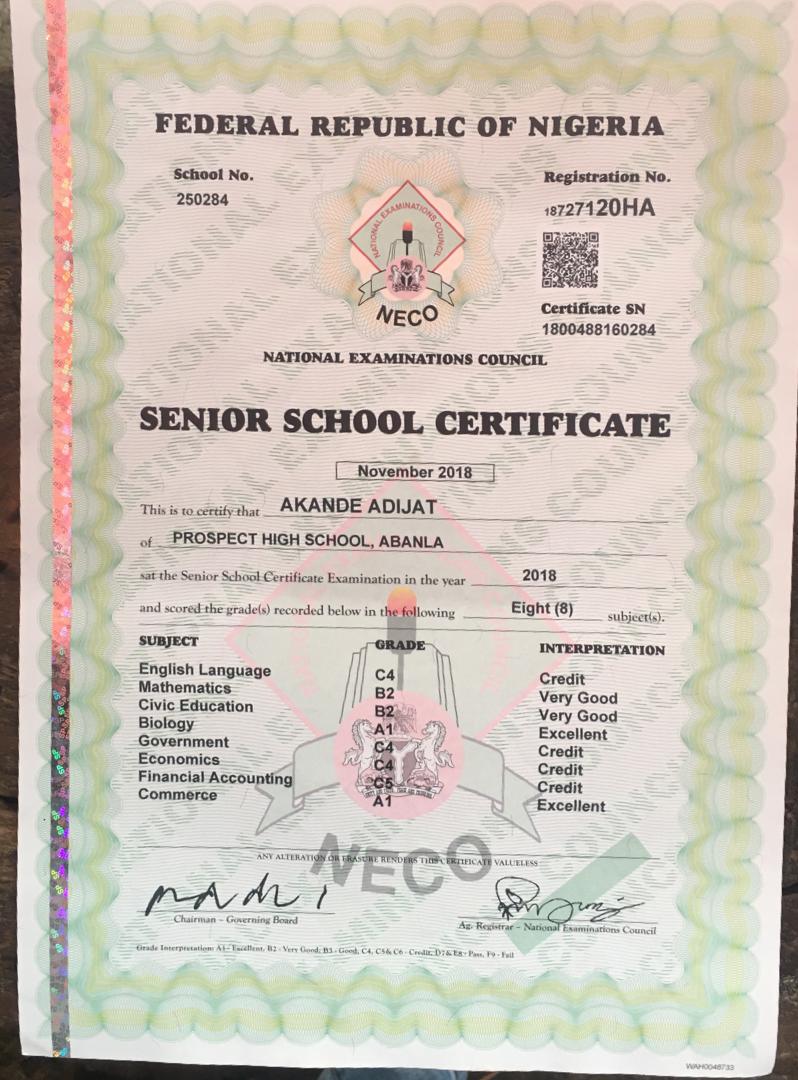 FEDERAL REPUBLIC OF NIGERIA
School No.
250284
Registration No.
18727120HA
NATIONAL EXAMINATIONS COUNCIL
NECO
Certificate SN
1800488160284
NATIONAL EXAMINATIONS COUNCIL
SENIOR SCHOOL CERTIFICATE
November 2018
This is to certify that AKANDE ADIJAT
of PROSPECT HIGH SCHOOL, ABANLA
sat the Senior School Certificate Examination in the year 2018
and scored the grade(s) recorded below in the following Eight (8) subject(s).
SUBJECT GRADE INTERPRETATION
English Language C4 Credit
Mathematics B2 Very Good
Civic Education B2 Very Good
Biology A1 Excellent
Government C4 Credit
Economics C4 Credit
Financial Accounting C5 Credit
Commerce A1 Excellent
NECO
ANY ALTERATION OR ERASURE RENDERS THIS CERTIFICATE VALUELESS
Chairman - Governing Board
Ag. Registrar - National Examinations Council
Grade Interpretation: A1 - Excellent, B2 - Very Good, B3 - Good, C4, C5 & C6 - Credit, D7 & E8 - Pass, F9 - Fail
WAH0048733